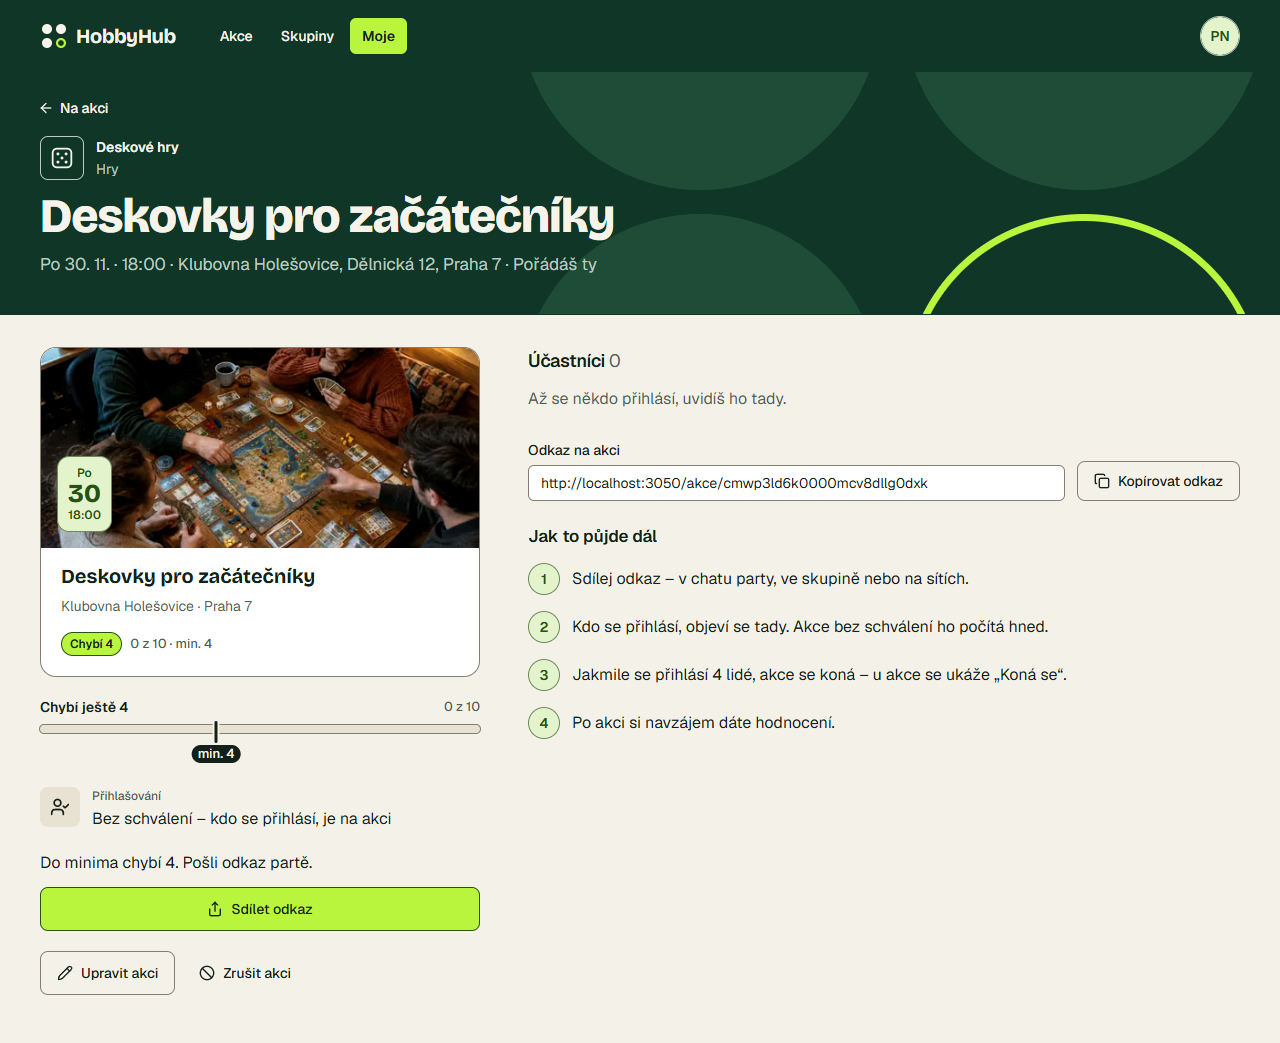 HobbyHub
Akce
Skupiny
Moje
PN
Na akci
Deskové hry
Hry
Deskovky pro začátečníky
Po 30. 11. · 18:00 · Klubovna Holešovice, Dělnická 12, Praha 7 · Pořádáš ty
Po
30
18:00
Deskovky pro začátečníky
Klubovna Holešovice · Praha 7
Chybí 4
0 z 10 · min. 4
Chybí ještě 4
0 z 10
min. 4
Přihlašování
Bez schválení – kdo se přihlásí, je na akci
Do minima chybí 4. Pošli odkaz partě.
Sdílet odkaz
Upravit akci
Zrušit akci
Účastníci 0
Až se někdo přihlásí, uvidíš ho tady.
Odkaz na akci
http://localhost:3050/akce/cmwp3ld6k0000mcv8dllg0dxk
Kopírovat odkaz
Jak to půjde dál
1 Sdílej odkaz – v chatu party, ve skupině nebo na sítích.
2 Kdo se přihlásí, objeví se tady. Akce bez schválení ho počítá hned.
3 Jakmile se přihlásí 4 lidé, akce se koná – u akce se ukáže „Koná se“.
4 Po akci si navzájem dáte hodnocení.